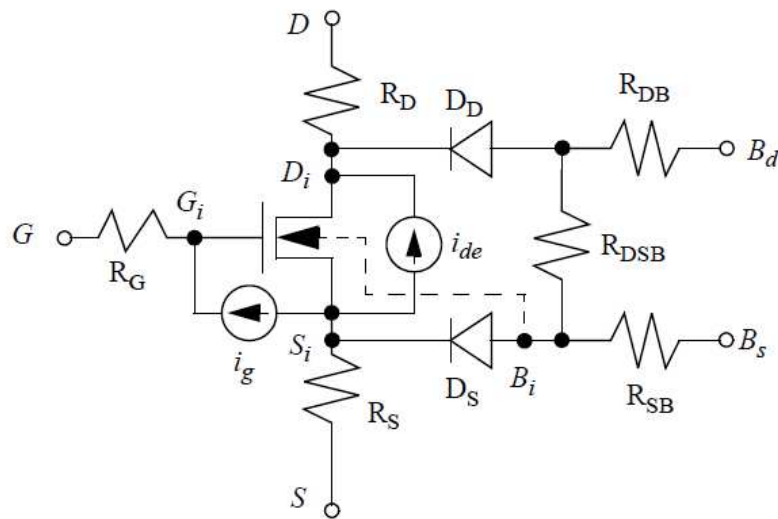 D
R_D
D_D
R_DB
B_d
D_i
G_i
G
R_G
i_de
R_DSB
i_g
S_i
D_S
B_i
R_SB
B_s
R_S
S